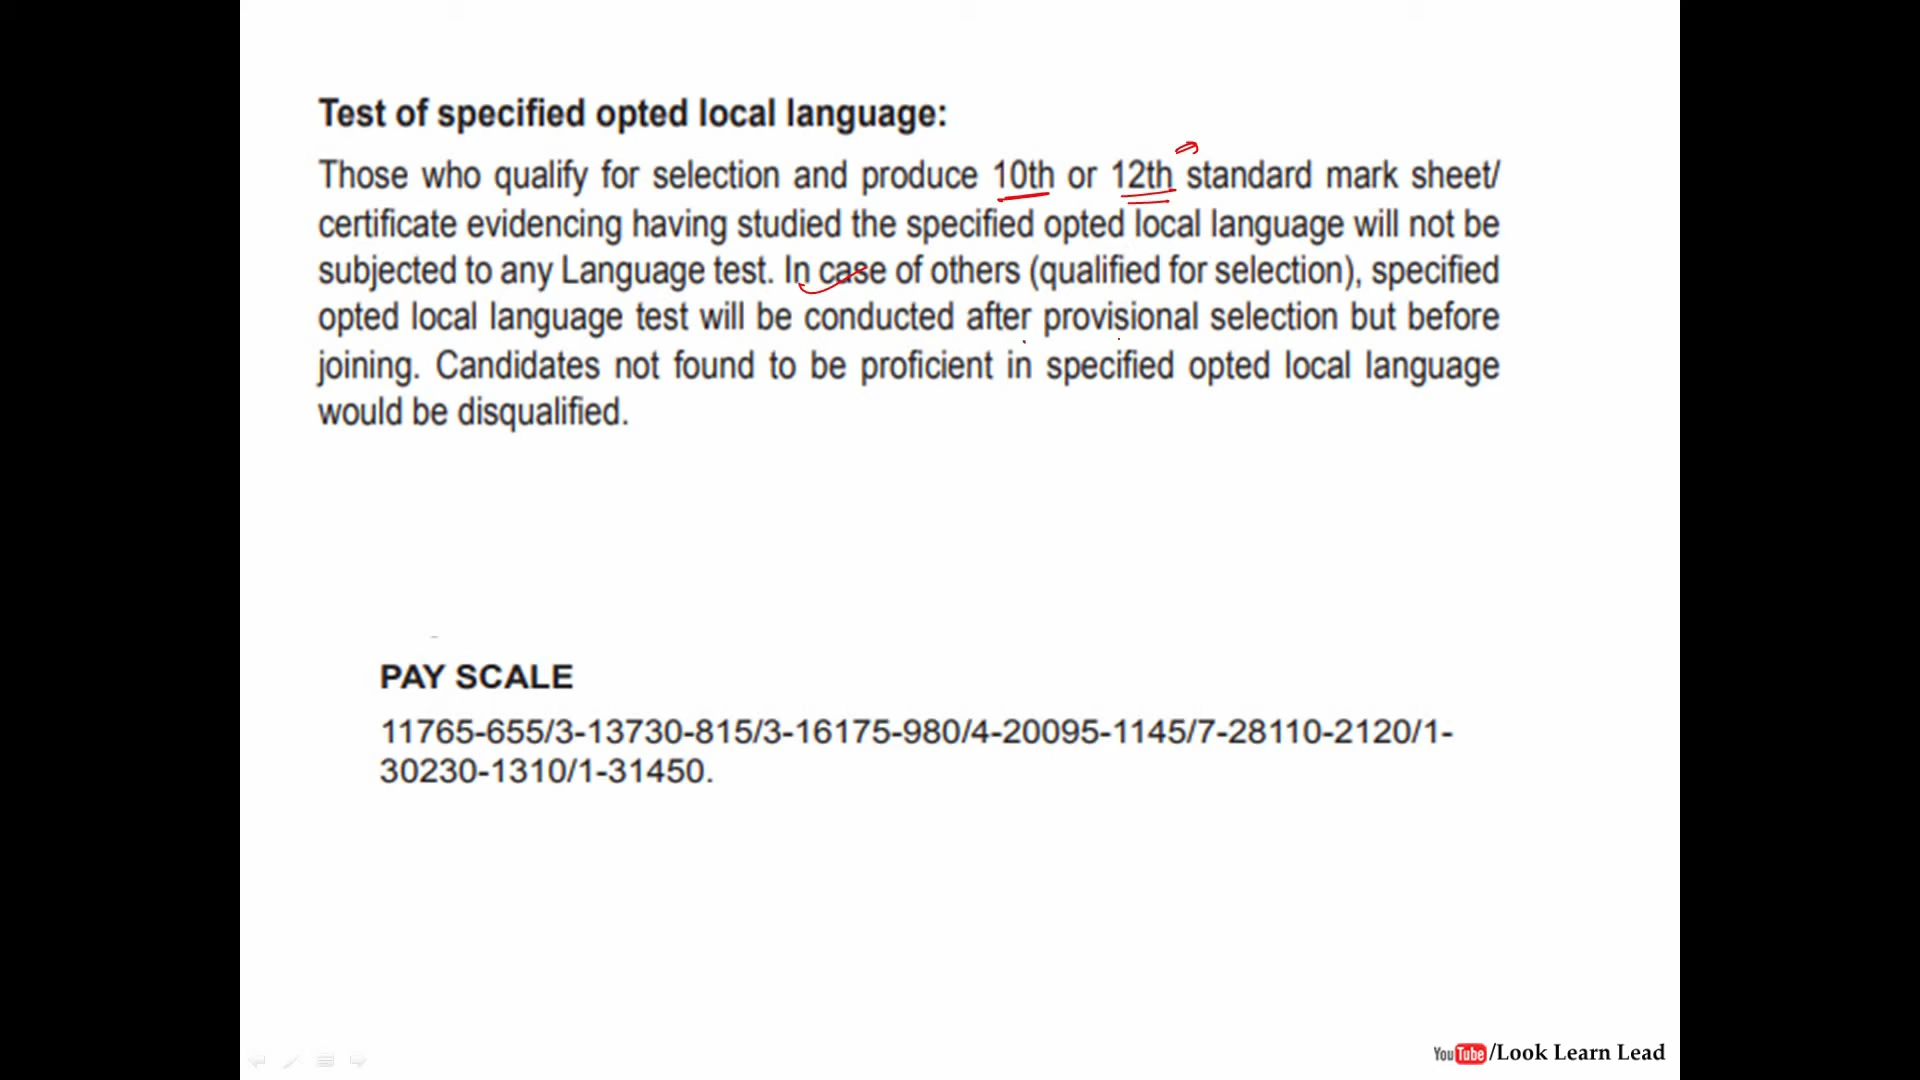 Test of specified opted local language:
Those who qualify for selection and produce 10th or 12th standard mark sheet/
certificate evidencing having studied the specified opted local language will not be
subjected to any Language test. In case of others (qualified for selection), specified
opted local language test will be conducted after provisional selection but before
joining. Candidates not found to be proficient in specified opted local language
would be disqualified.
PAY SCALE
11765-655/3-13730-815/3-16175-980/4-20095-1145/7-28110-2120/1-
30230-1310/1-31450.
YouTube/Look Learn Lead